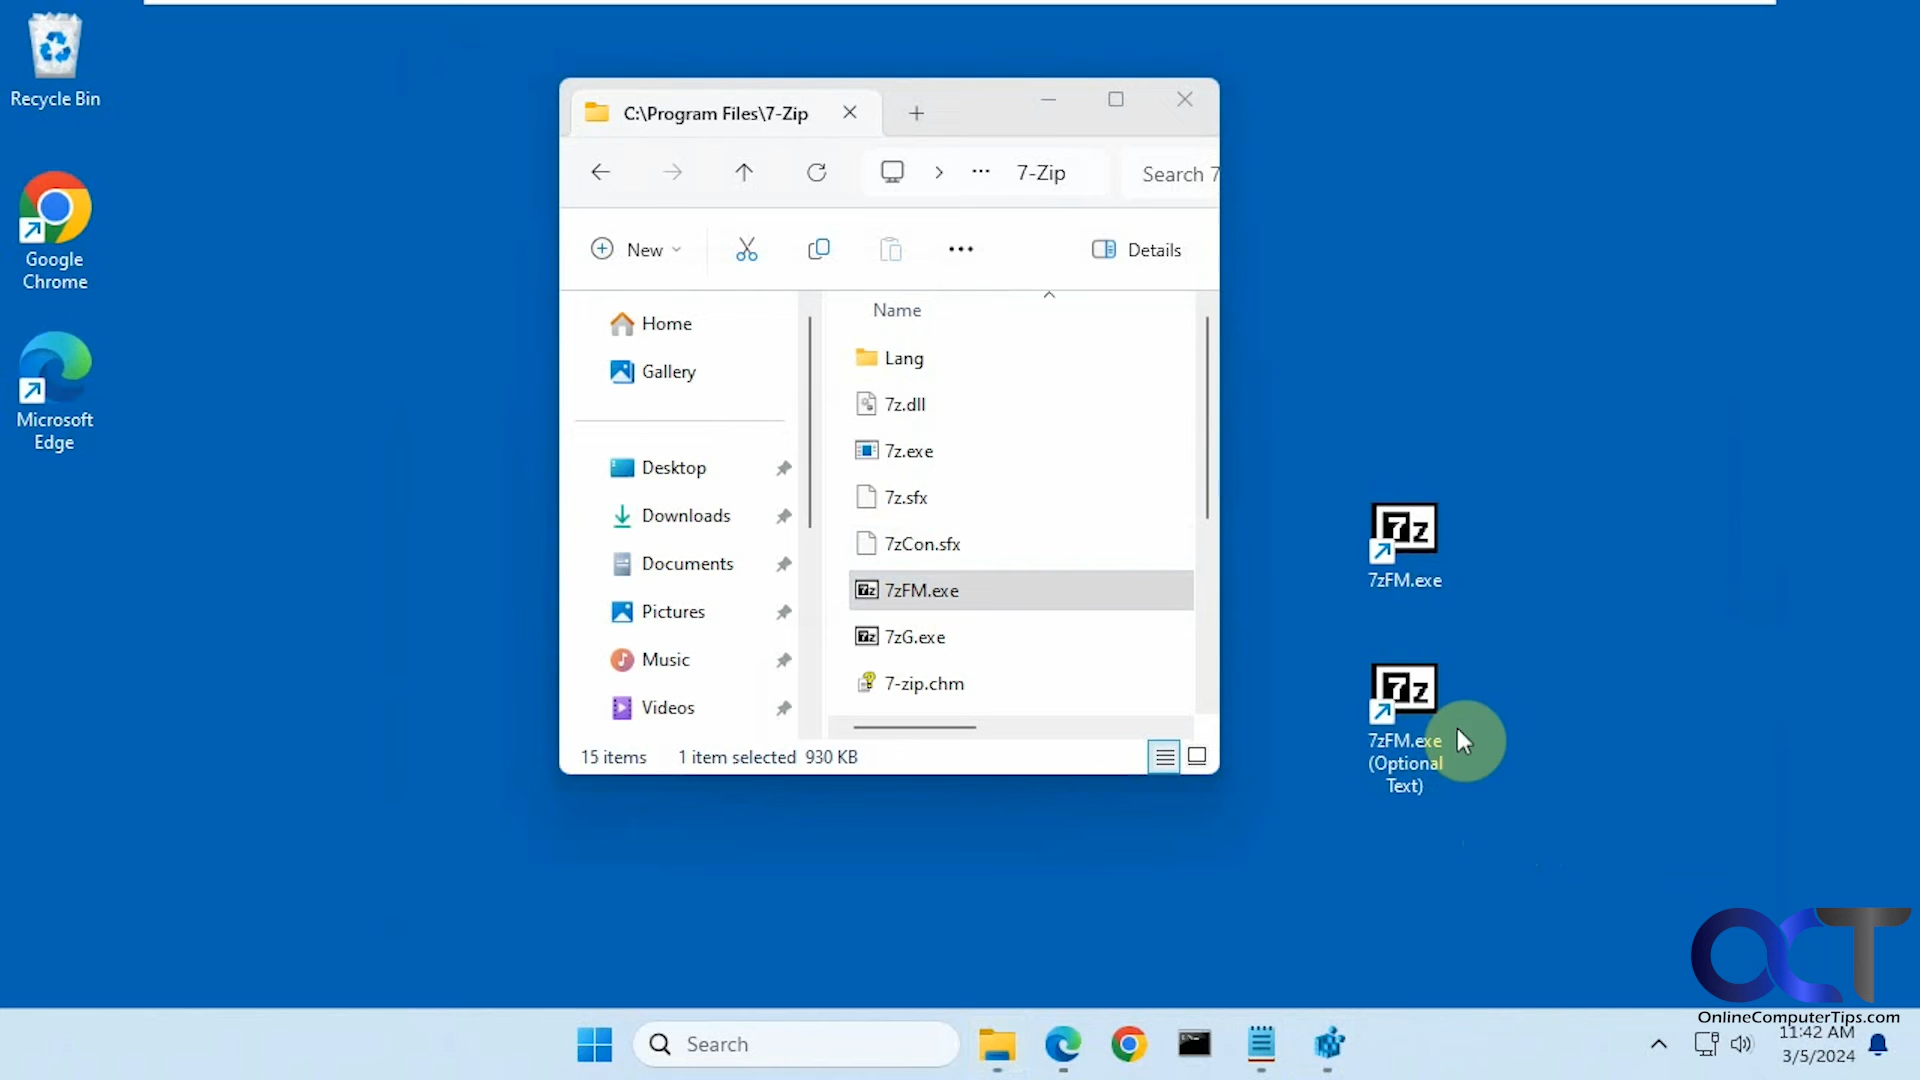 Recycle Bin
Google
Chrome
Microsoft
Edge
C:\Program Files\7-Zip
7-Zip
Search 7
New
Details
Name
Home
Gallery
Desktop
Downloads
Documents
Pictures
Music
Videos
Lang
7z.dll
7z.exe
7z.sfx
7zCon.sfx
7zFM.exe
7zG.exe
7-zip.chm
15 items
1 item selected 930 KB
7z
7zFM.exe
7z
7zFM.exe
(Optional
Text)
OCT
OnlineComputerTips.com
Search
11:42 AM
3/5/2024